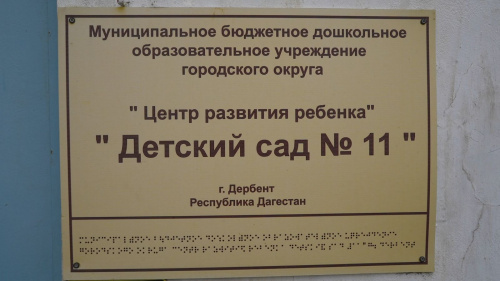 Муниципальное бюджетное дошкольное
образовательное учреждение
городского округа
" Центр развития ребенка"
" Детский сад № 11 "
г. Дербент
Республика Дагестан